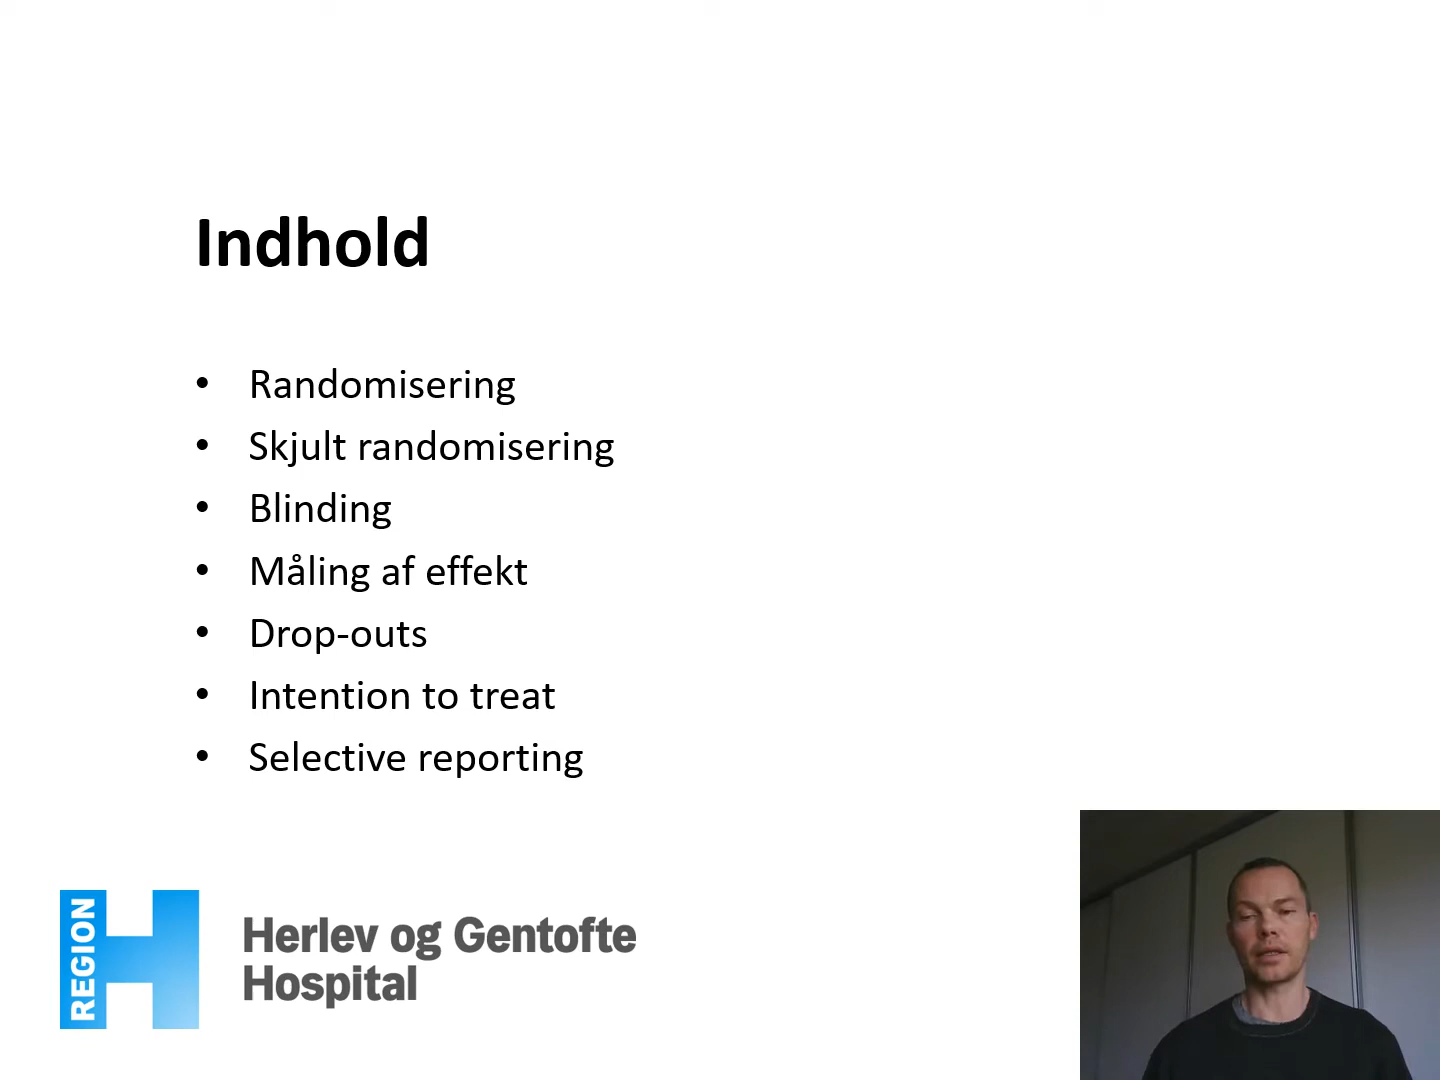 Indhold
• Randomisering
• Skjult randomisering
• Blinding
• Måling af effekt
• Drop-outs
• Intention to treat
• Selective reporting
REGION
Herlev og Gentofte
Hospital